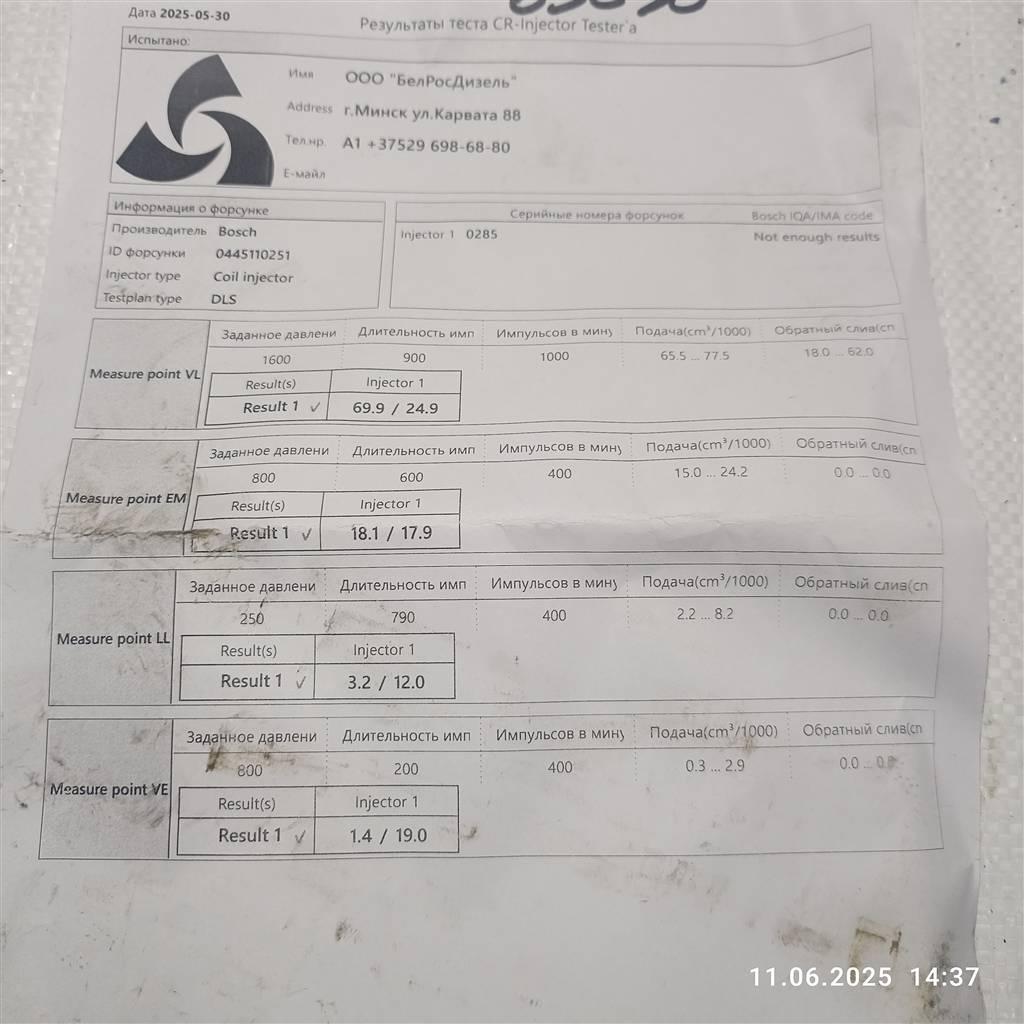 Дата 2025-05-30
Результаты теста CR-Injector Tester'а
Испытано:
Имя ООО "БелРосДизель"
Address г.Минск ул.Карвата 88
Тел.нр. А1 +37529 698-68-80
Е-майл
Информация о форсунке
Производитель Bosch
ID форсунки 0445110251
Injector type Coil injector
Testplan type DLS
Серийные номера форсунок Bosch IQA/IMA code
Injector 1 0285 Not enough results
Measure point VL
Заданное давлени Длительность имп Импульсов в мину Подача(cm³/1000) Обратный слив(сп
1600 900 1000 65.5 ... 77.5 18.0 ... 62.0
Result(s) Injector 1
Result 1 ✓ 69.9 / 24.9
Measure point EM
Заданное давлени Длительность имп Импульсов в мину Подача(cm³/1000) Обратный слив(сп
800 600 400 15.0 ... 24.2 0.0 ... 0.0
Result(s) Injector 1
Result 1 ✓ 18.1 / 17.9
Measure point LL
Заданное давлени Длительность имп Импульсов в мину Подача(cm³/1000) Обратный слив(сп
250 790 400 2.2 ... 8.2 0.0 ... 0.0
Result(s) Injector 1
Result 1 ✓ 3.2 / 12.0
Measure point VE
Заданное давлени Длительность имп Импульсов в мину Подача(cm³/1000) Обратный слив(сп
800 200 400 0.3 ... 2.9 0.0 ... 0.0
Result(s) Injector 1
Result 1 ✓ 1.4 / 19.0
11.06.2025 14:37